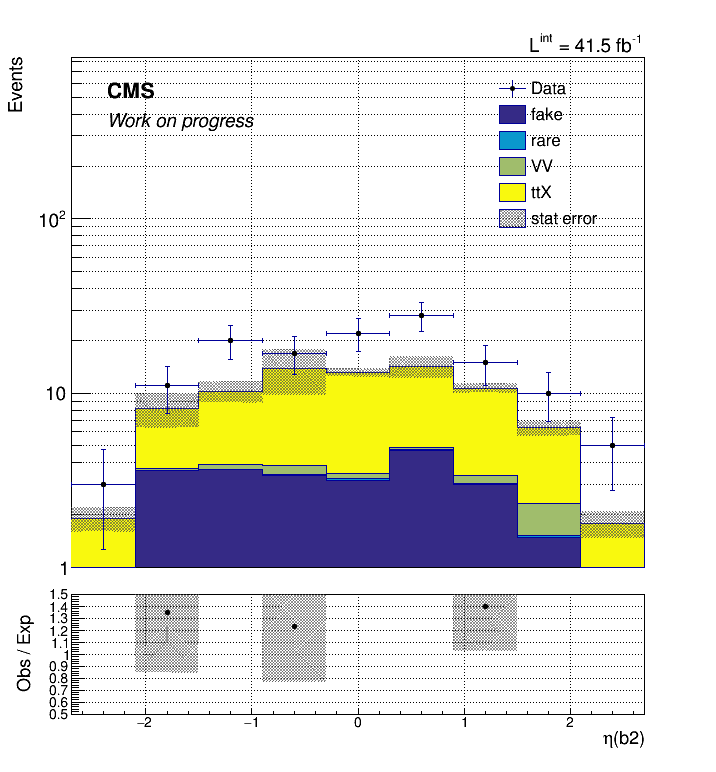 L^int = 41.5 fb^-1
Events
CMS
Work on progress
Data
fake
rare
VV
ttX
stat error
10^2
10
1
Obs / Exp
1.5
1.4
1.3
1.2
1.1
1
0.9
0.8
0.7
0.6
0.5
−2
−1
0
1
2
η(b2)